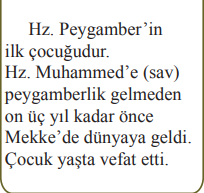 Hz. Peygamber’in
ilk çocuğudur.
Hz. Muhammed’e (sav)
peygamberlik gelmeden
on üç yıl kadar önce
Mekke’de dünyaya geldi.
Çocuk yaşta vefat etti.